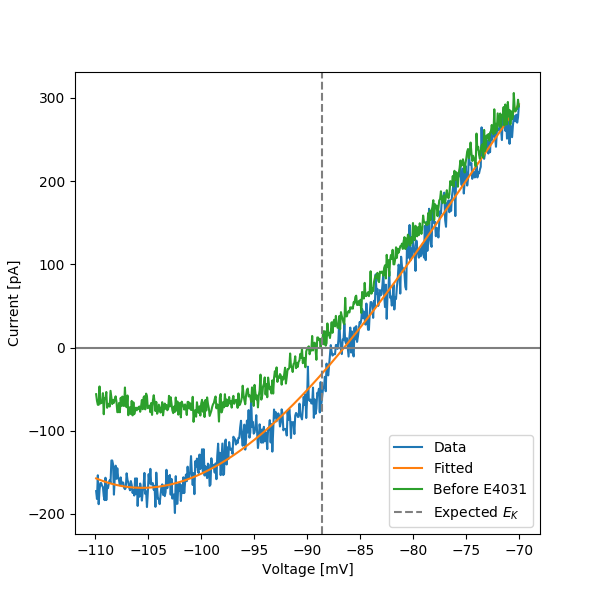 300
200
100
0
−100
−200
Current [pA]
Data
Fitted
Before E4031
Expected E_K
−110 −105 −100 −95 −90 −85 −80 −75 −70
Voltage [mV]